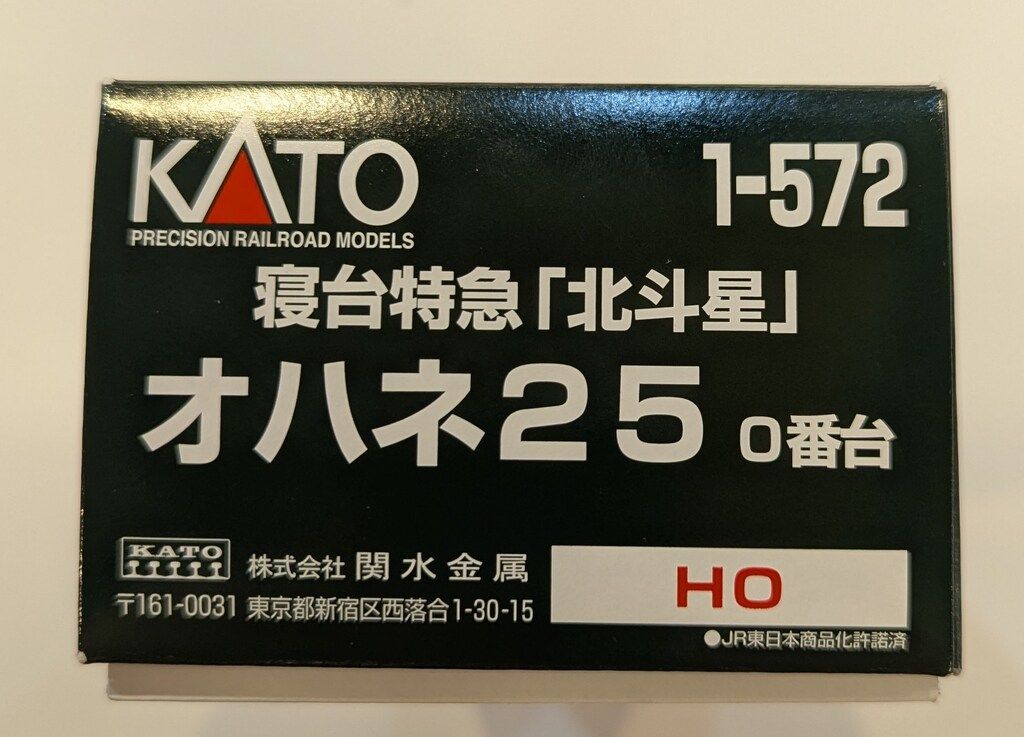 KATO
PRECISION RAILROAD MODELS
1-572
寝台特急「北斗星」
オハネ25 0番台
KATO
株式会社 関水金属
〒161-0031 東京都新宿区西落合1-30-15
HO
●JR東日本商品化許諾済